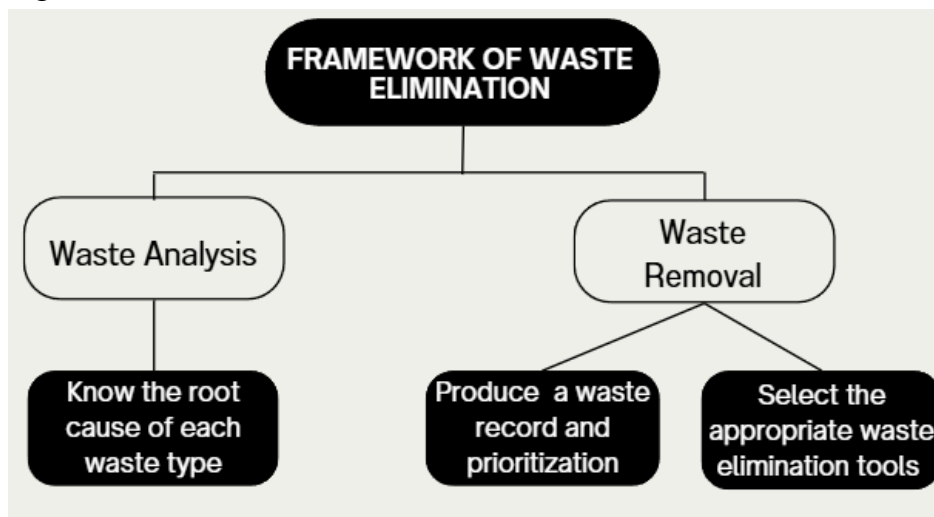 FRAMEWORK OF WASTE
ELIMINATION
Waste Analysis
Waste
Removal
Know the root
cause of each
waste type
Produce a waste
record and
prioritization
Select the
appropriate waste
elimination tools